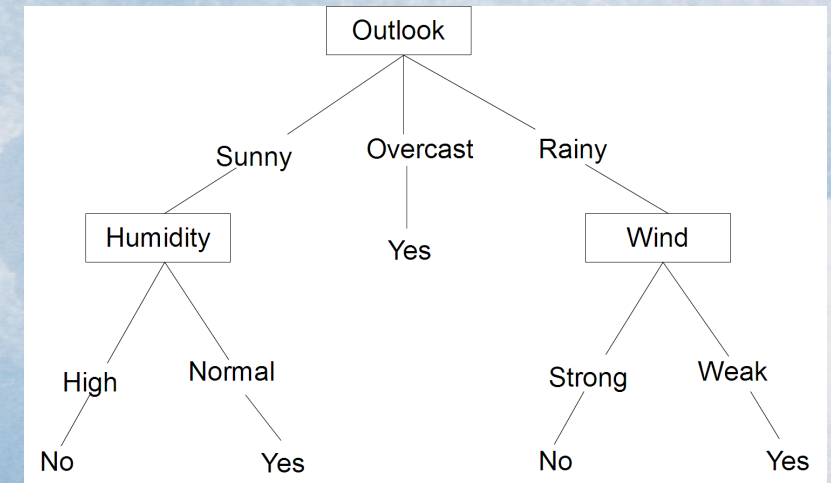 Outlook
Sunny
Overcast
Rainy
Humidity
Yes
Wind
High
Normal
Strong
Weak
No
Yes
No
Yes